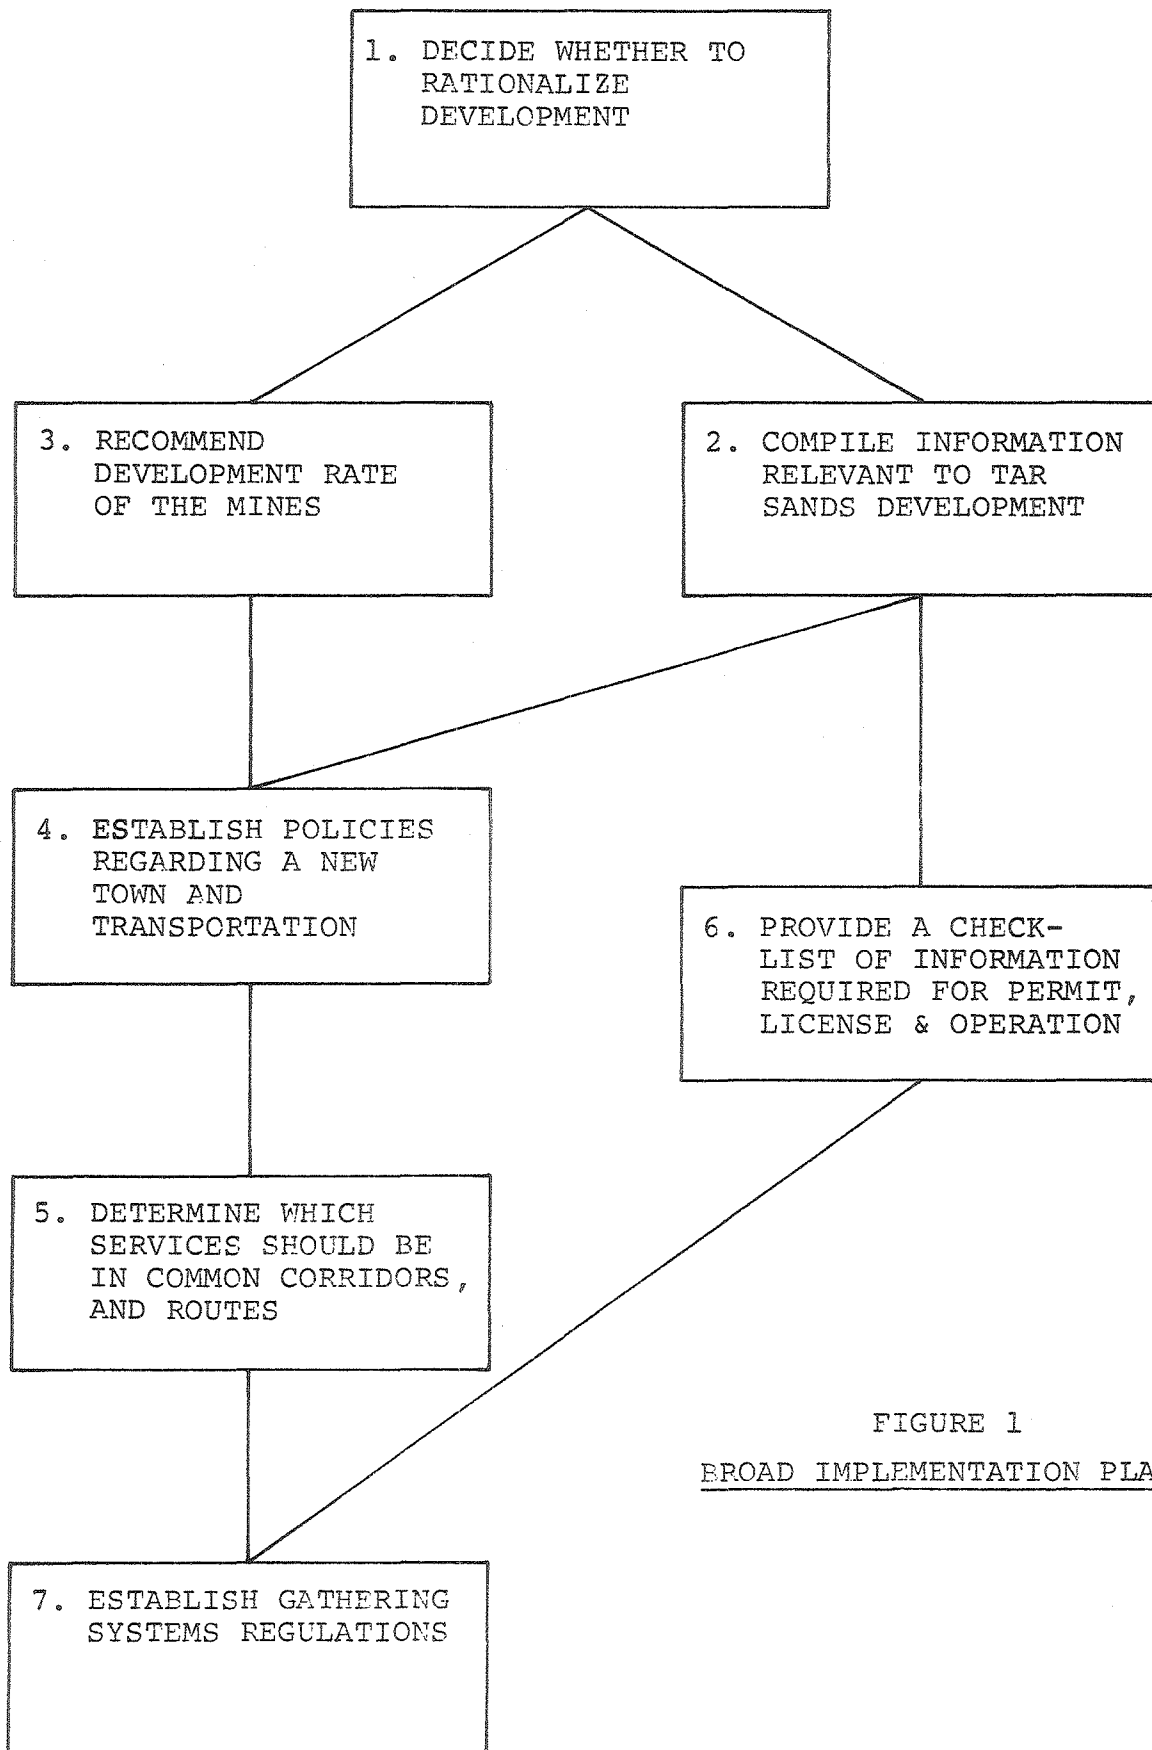 1. DECIDE WHETHER TO
RATIONALIZE
DEVELOPMENT
3. RECOMMEND
DEVELOPMENT RATE
OF THE MINES
2. COMPILE INFORMATION
RELEVANT TO TAR
SANDS DEVELOPMENT
4. ESTABLISH POLICIES
REGARDING A NEW
TOWN AND
TRANSPORTATION
6. PROVIDE A CHECK-
LIST OF INFORMATION
REQUIRED FOR PERMIT,
LICENSE & OPERATION
5. DETERMINE WHICH
SERVICES SHOULD BE
IN COMMON CORRIDORS,
AND ROUTES
FIGURE 1
BROAD IMPLEMENTATION PLA
7. ESTABLISH GATHERING
SYSTEMS REGULATIONS